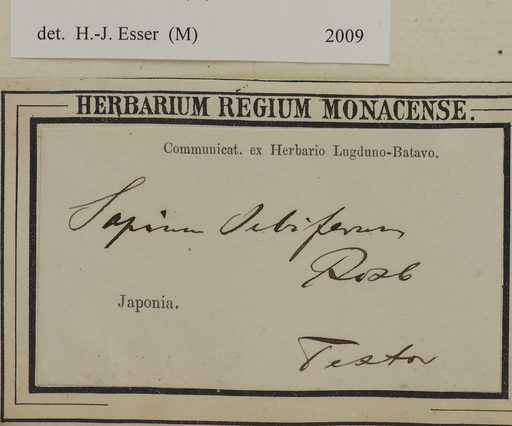 det. H.-J. Esser (M) 2009
HERBARIUM REGIUM MONACENSE.
Communicat. ex Herbario Lugduno-Batavo.
Sapium sebiferum
Roxb
Japonia.
Textor